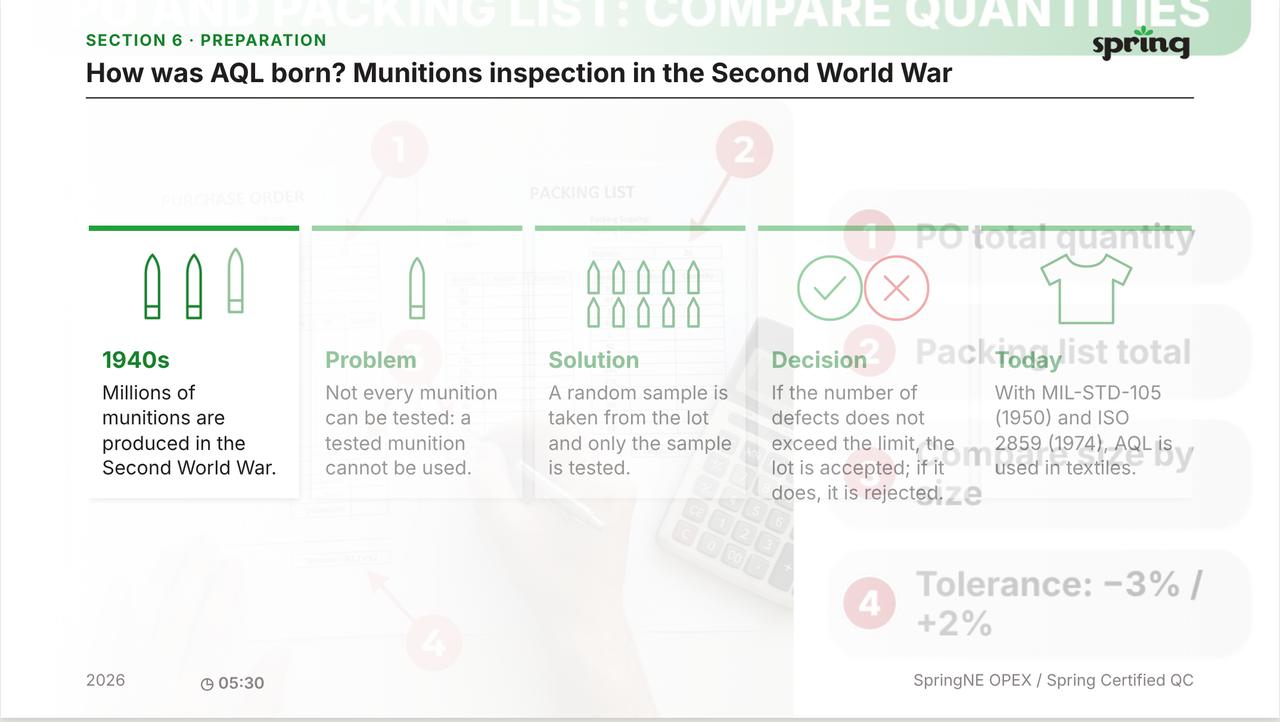 PO AND PACKING LIST: COMPARE QUANTITIES
SECTION 6 · PREPARATION
spring
How was AQL born? Munitions inspection in the Second World War
1
2
PURCHASE ORDER
PACKING LIST
1940s
Millions of
munitions are
produced in the
Second World War.
Problem
Not every munition
can be tested: a
tested munition
cannot be used.
Solution
A random sample is
taken from the lot
and only the sample
is tested.
Decision
If the number of
defects does not
exceed the limit, the
lot is accepted; if it
does, it is rejected.
Today
With MIL-STD-105
(1950) and ISO
2859 (1974), AQL is
used in textiles.
1
PO total quantity
2
Packing list total
3
Compare size by
size
4
Tolerance: −3% /
+2%
3
4
2026
05:30
SpringNE OPEX / Spring Certified QC